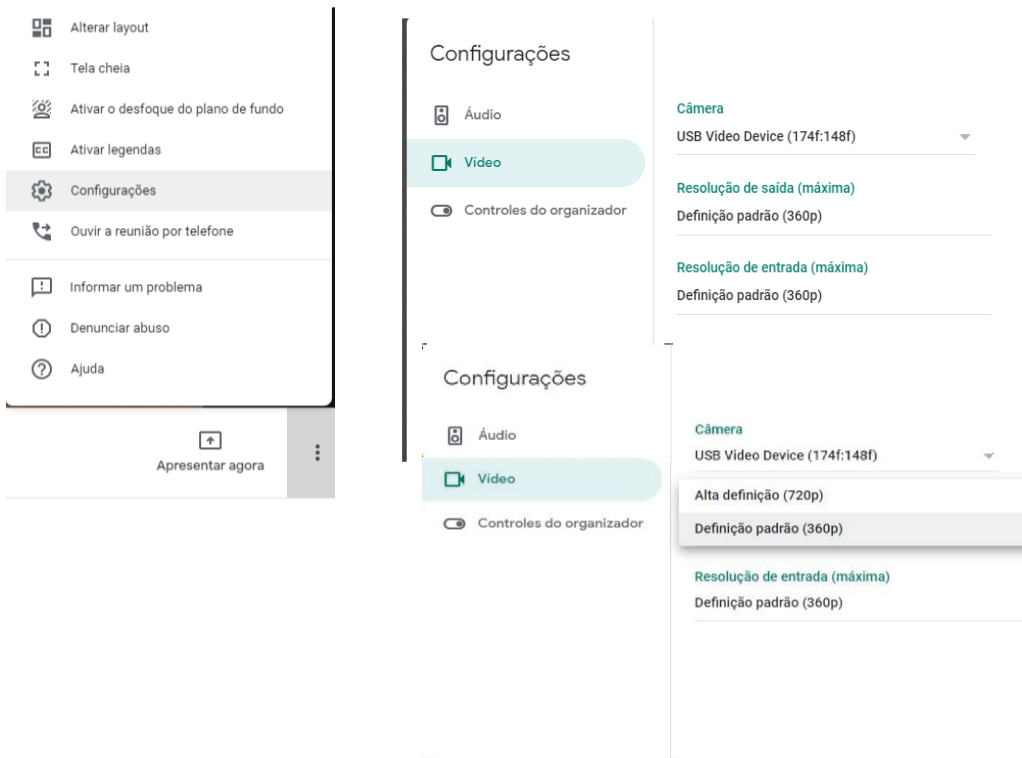 Alterar layout
Tela cheia
Ativar o desfoque do plano de fundo
Ativar legendas
Configurações
Ouvir a reunião por telefone
Informar um problema
Denunciar abuso
Ajuda
Apresentar agora
Configurações
Áudio
Vídeo
Controles do organizador
Câmera
USB Video Device (174f:148f)
Resolução de saída (máxima)
Definição padrão (360p)
Resolução de entrada (máxima)
Definição padrão (360p)
Configurações
Áudio
Vídeo
Controles do organizador
Câmera
USB Video Device (174f:148f)
Alta definição (720p)
Definição padrão (360p)
Resolução de entrada (máxima)
Definição padrão (360p)